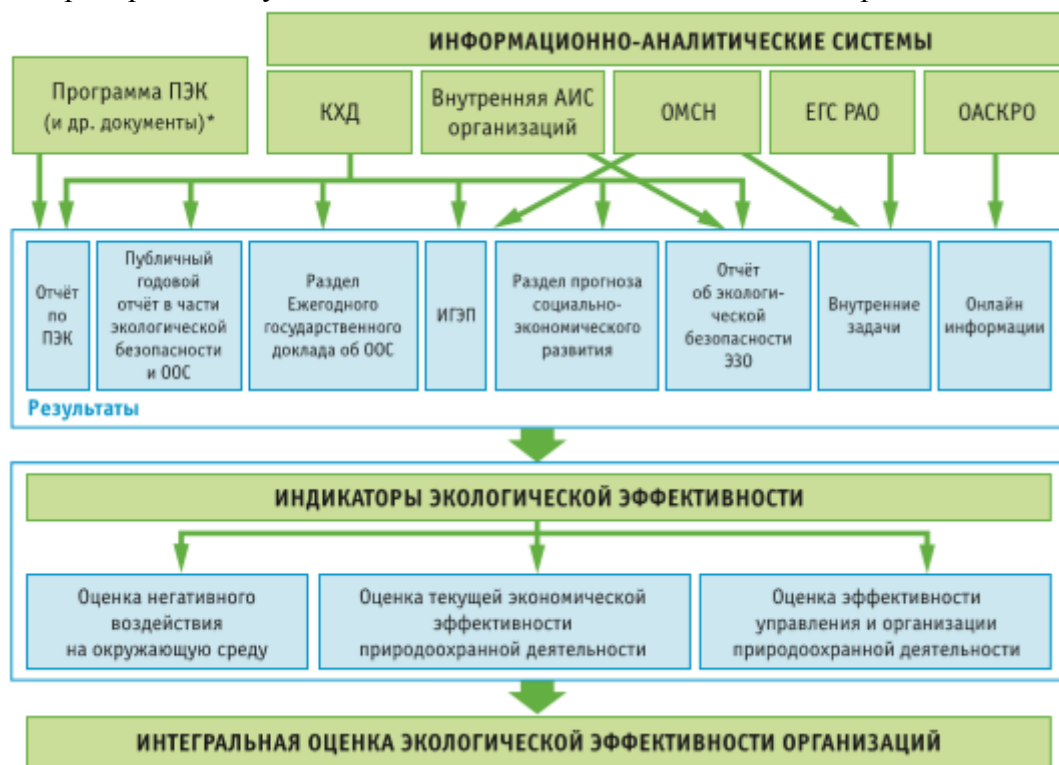 ИНФОРМАЦИОННО-АНАЛИТИЧЕСКИЕ СИСТЕМЫ
Программа ПЭК
(и др. документы)*
КХД
Внутренняя АИС
организаций
ОМСН
ЕГС РАО
ОАСКРО
Отчёт
по
ПЭК
Публичный
годовой
отчёт в части
экологической
безопасности
и ООС
Раздел
Ежегодного
государственного
доклада об ООС
ИГЭП
Раздел прогноза
социально-
экономического
развития
Отчёт
об экологи-
ческой
безопасности
ЭЗО
Внутренние
задачи
Онлайн
информации
Результаты
ИНДИКАТОРЫ ЭКОЛОГИЧЕСКОЙ ЭФФЕКТИВНОСТИ
Оценка негативного
воздействия
на окружающую среду
Оценка текущей экономической
эффективности
природоохранной деятельности
Оценка эффективности
управления и организации
природоохранной деятельности
ИНТЕГРАЛЬНАЯ ОЦЕНКА ЭКОЛОГИЧЕСКОЙ ЭФФЕКТИВНОСТИ ОРГАНИЗАЦИЙ